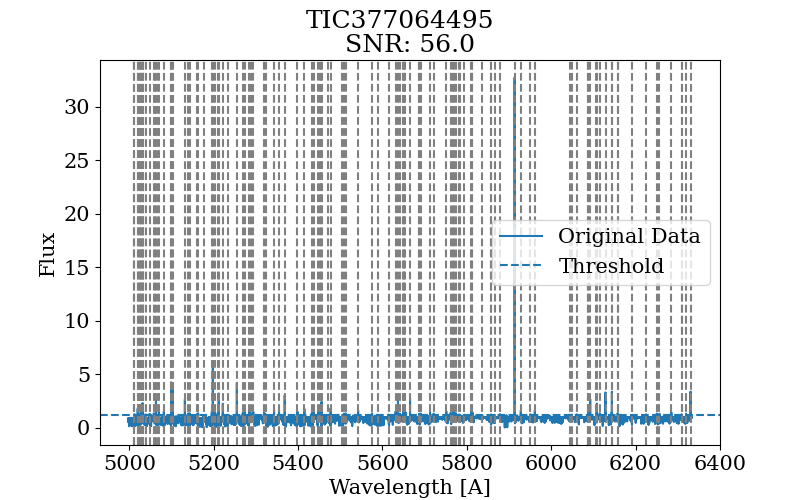 TIC377064495
SNR: 56.0
30
25
20
15
10
5
0
Flux
Original Data
Threshold
5000 5200 5400 5600 5800 6000 6200 6400
Wavelength [A]